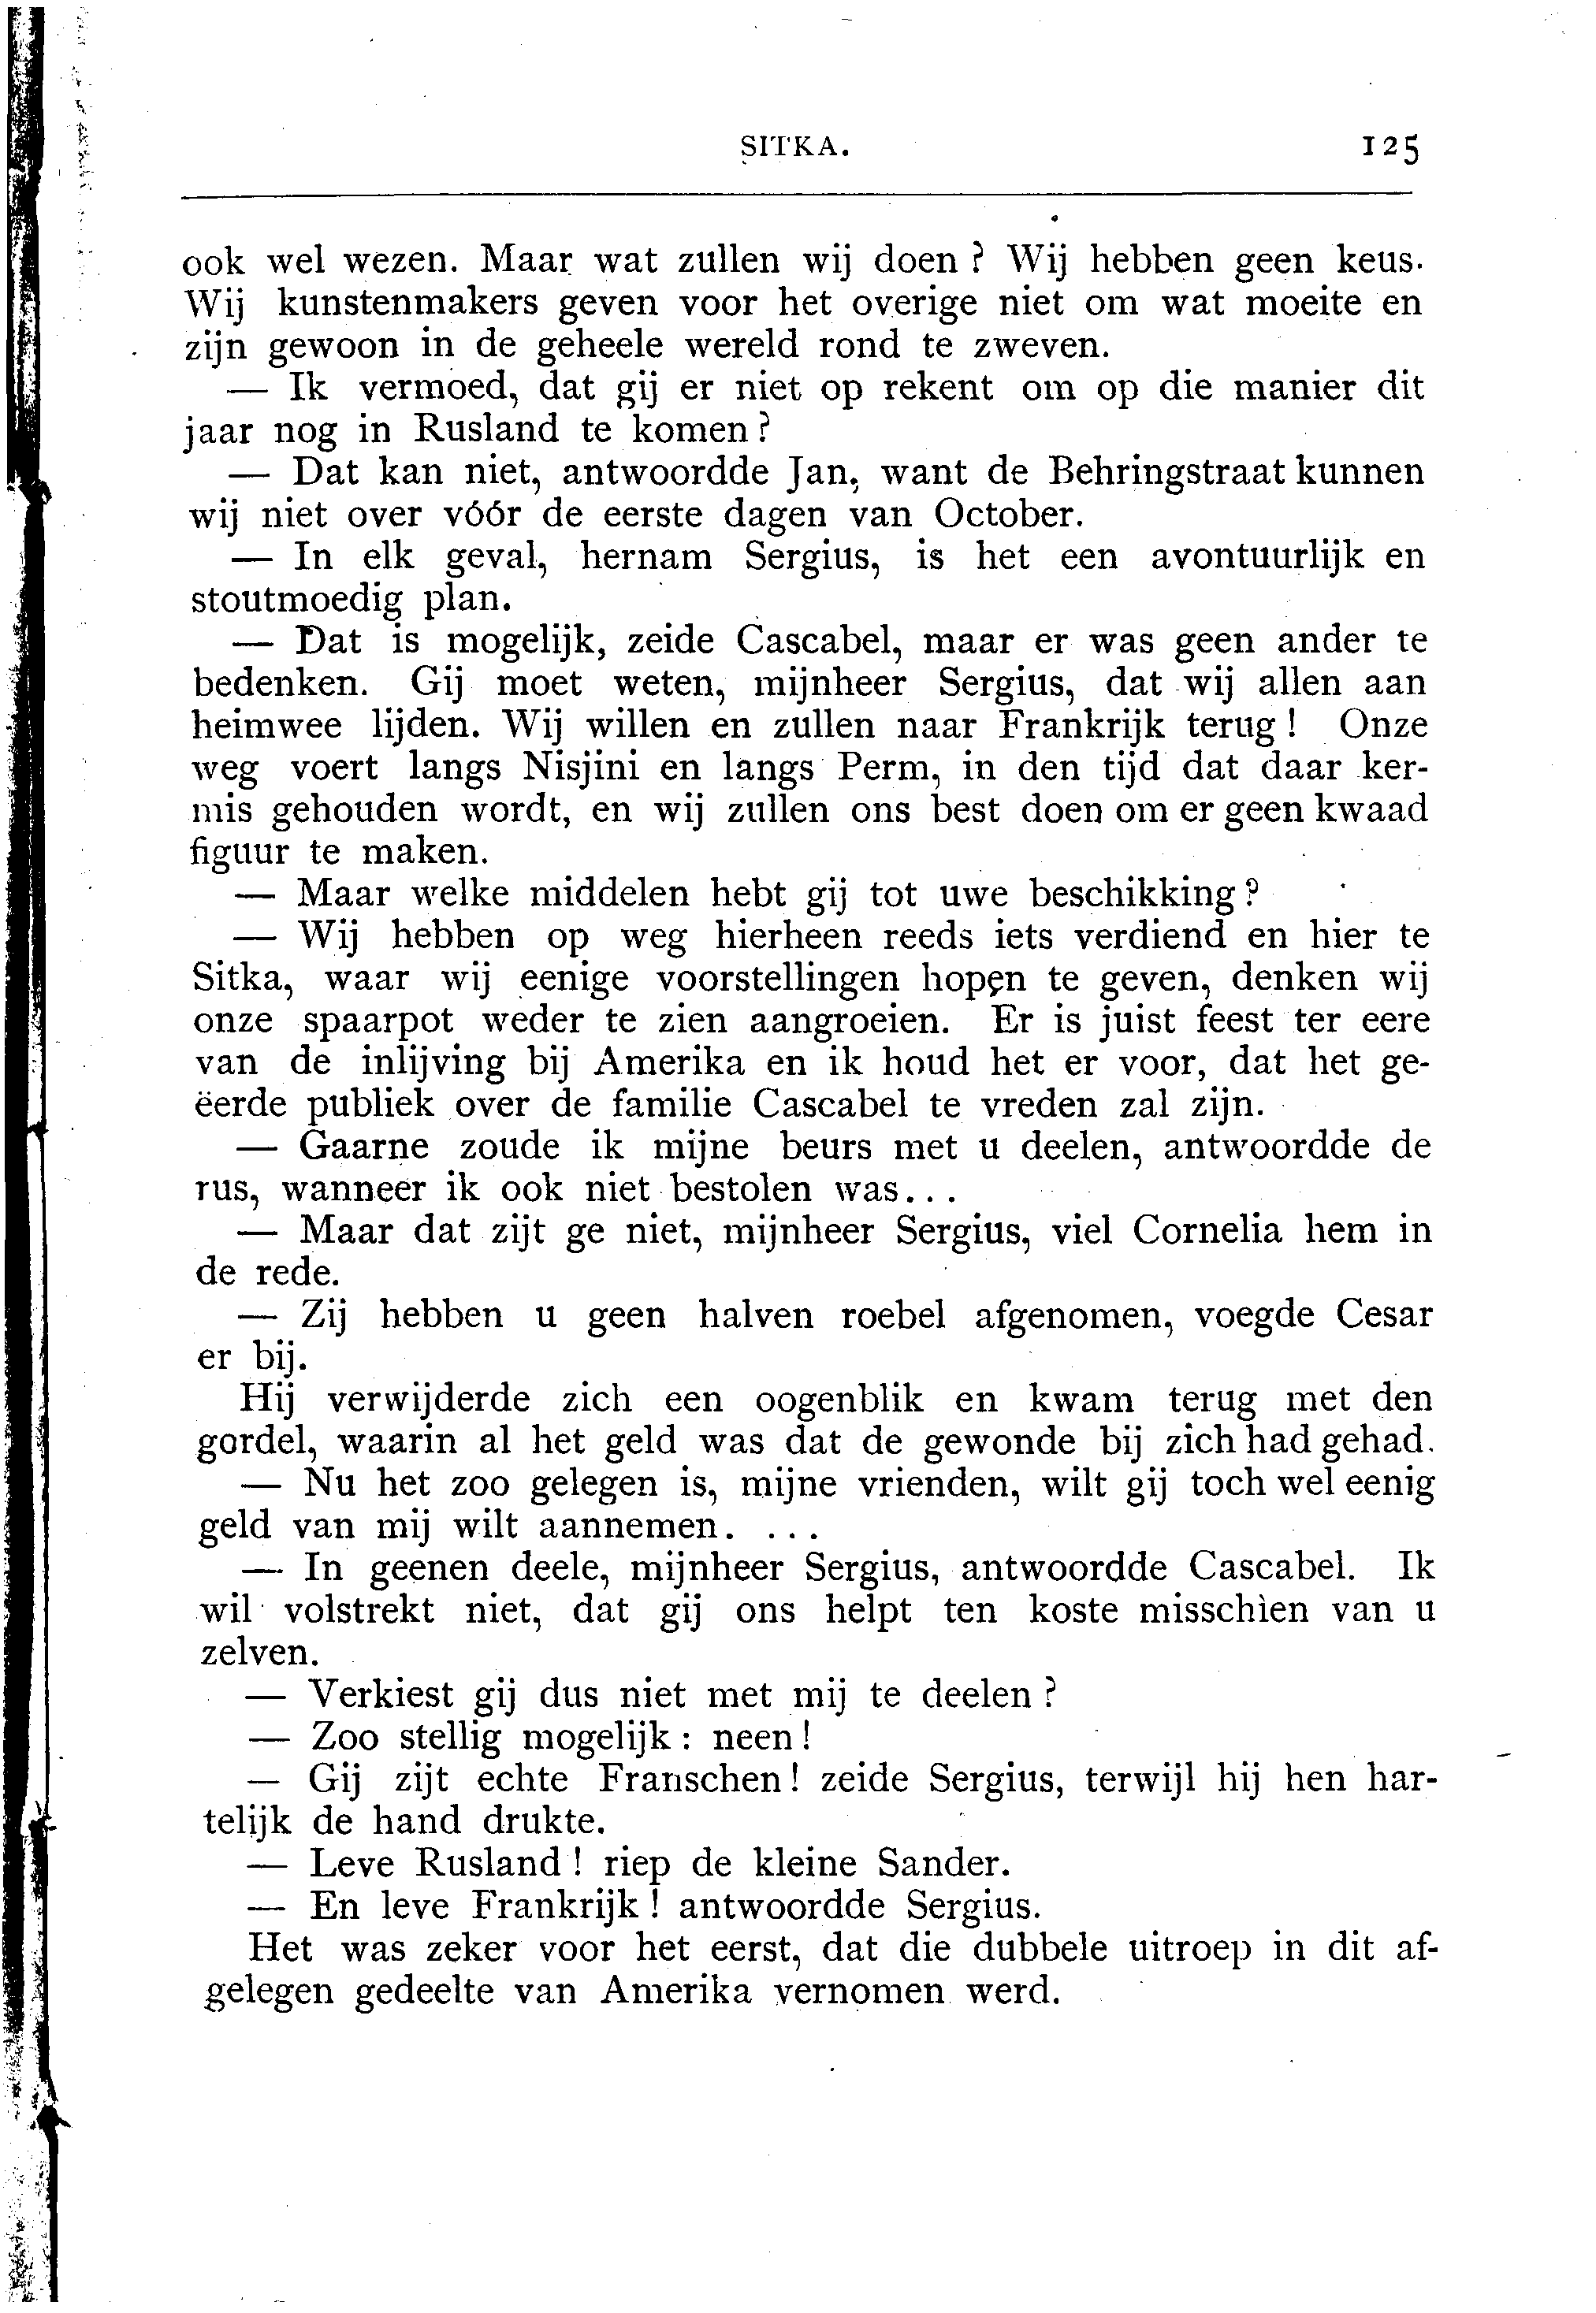 SITKA. 125
ook wel wezen. Maar wat zullen wij doen? Wij hebben geen keus.
Wij kunstenmakers geven voor het overige niet om wat moeite en
zijn gewoon in de geheele wereld rond te zweven.
— Ik vermoed, dat gij er niet op rekent om op die manier dit
jaar nog in Rusland te komen?
— Dat kan niet, antwoordde Jan, want de Behringstraat kunnen
wij niet over vóór de eerste dagen van October.
— In elk geval, hernam Sergius, is het een avontuurlijk en
stoutmoedig plan.
— Dat is mogelijk, zeide Cascabel, maar er was geen ander te
bedenken. Gij moet weten, mijnheer Sergius, dat wij allen aan
heimwee lijden. Wij willen en zullen naar Frankrijk terug! Onze
weg voert langs Nisjini en langs Perm, in den tijd dat daar ker-
mis gehouden wordt, en wij zullen ons best doen om er geen kwaad
figuur te maken.
— Maar welke middelen hebt gij tot uwe beschikking?
— Wij hebben op weg hierheen reeds iets verdiend en hier te
Sitka, waar wij eenige voorstellingen hopen te geven, denken wij
onze spaarpot weder te zien aangroeien. Er is juist feest ter eere
van de inlijving bij Amerika en ik houd het er voor, dat het ge-
ëerde publiek over de familie Cascabel te vreden zal zijn.
— Gaarne zoude ik mijne beurs met u deelen, antwoordde de
rus, wanneer ik ook niet bestolen was...
— Maar dat zijt ge niet, mijnheer Sergius, viel Cornelia hem in
de rede.
— Zij hebben u geen halven roebel afgenomen, voegde Cesar
er bij.
Hij verwijderde zich een oogenblik en kwam terug met den
gordel, waarin al het geld was dat de gewonde bij zich had gehad.
— Nu het zoo gelegen is, mijne vrienden, wilt gij toch wel eenig
geld van mij wilt aannemen. ...
— In geenen deele, mijnheer Sergius, antwoordde Cascabel. Ik
wil volstrekt niet, dat gij ons helpt ten koste misschien van u
zelven.
— Verkiest gij dus niet met mij te deelen?
— Zoo stellig mogelijk: neen!
— Gij zijt echte Franschen! zeide Sergius, terwijl hij hen har-
telijk de hand drukte.
— Leve Rusland! riep de kleine Sander.
— En leve Frankrijk! antwoordde Sergius.
Het was zeker voor het eerst, dat die dubbele uitroep in dit af-
gelegen gedeelte van Amerika vernomen werd.